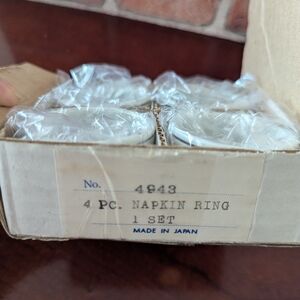 No. 4943
4 PC. NAPKIN RING
1 SET
MADE IN JAPAN